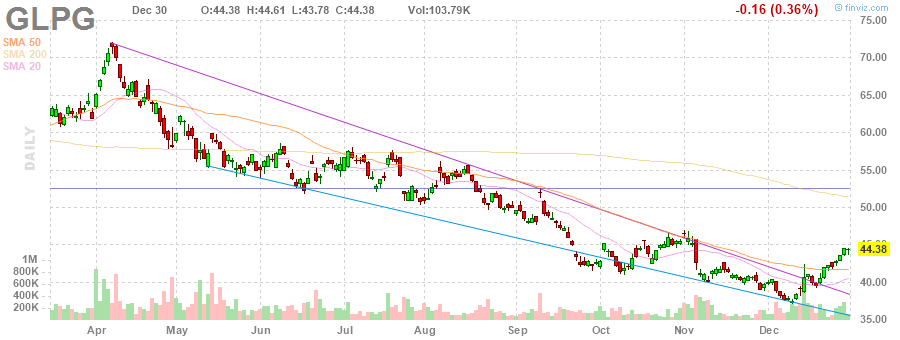 GLPG Dec 30 O:44.38 H:44.61 L:43.78 C:44.38 Vol:103.79K -0.16 (0.36%) © finviz.com
SMA 50
SMA 200
SMA 20
DAILY
75.00
70.00
65.00
60.00
55.00
50.00
44.38
40.00
35.00
1M
800K
600K
400K
200K
Apr May Jun Jul Aug Sep Oct Nov Dec